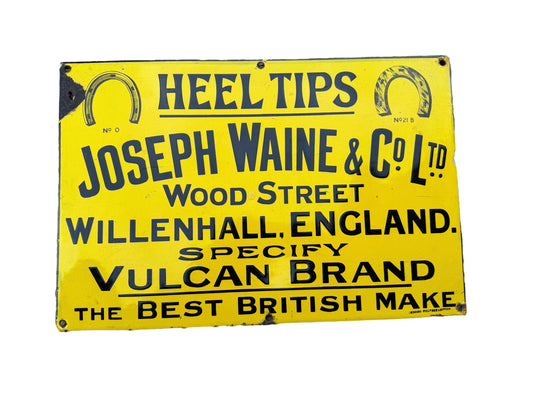 HEEL TIPS
Nº 0
Nº 21 B
JOSEPH WAINE & Cº LTD
WOOD STREET
WILLENHALL, ENGLAND.
SPECIFY
VULCAN BRAND
THE BEST BRITISH MAKE